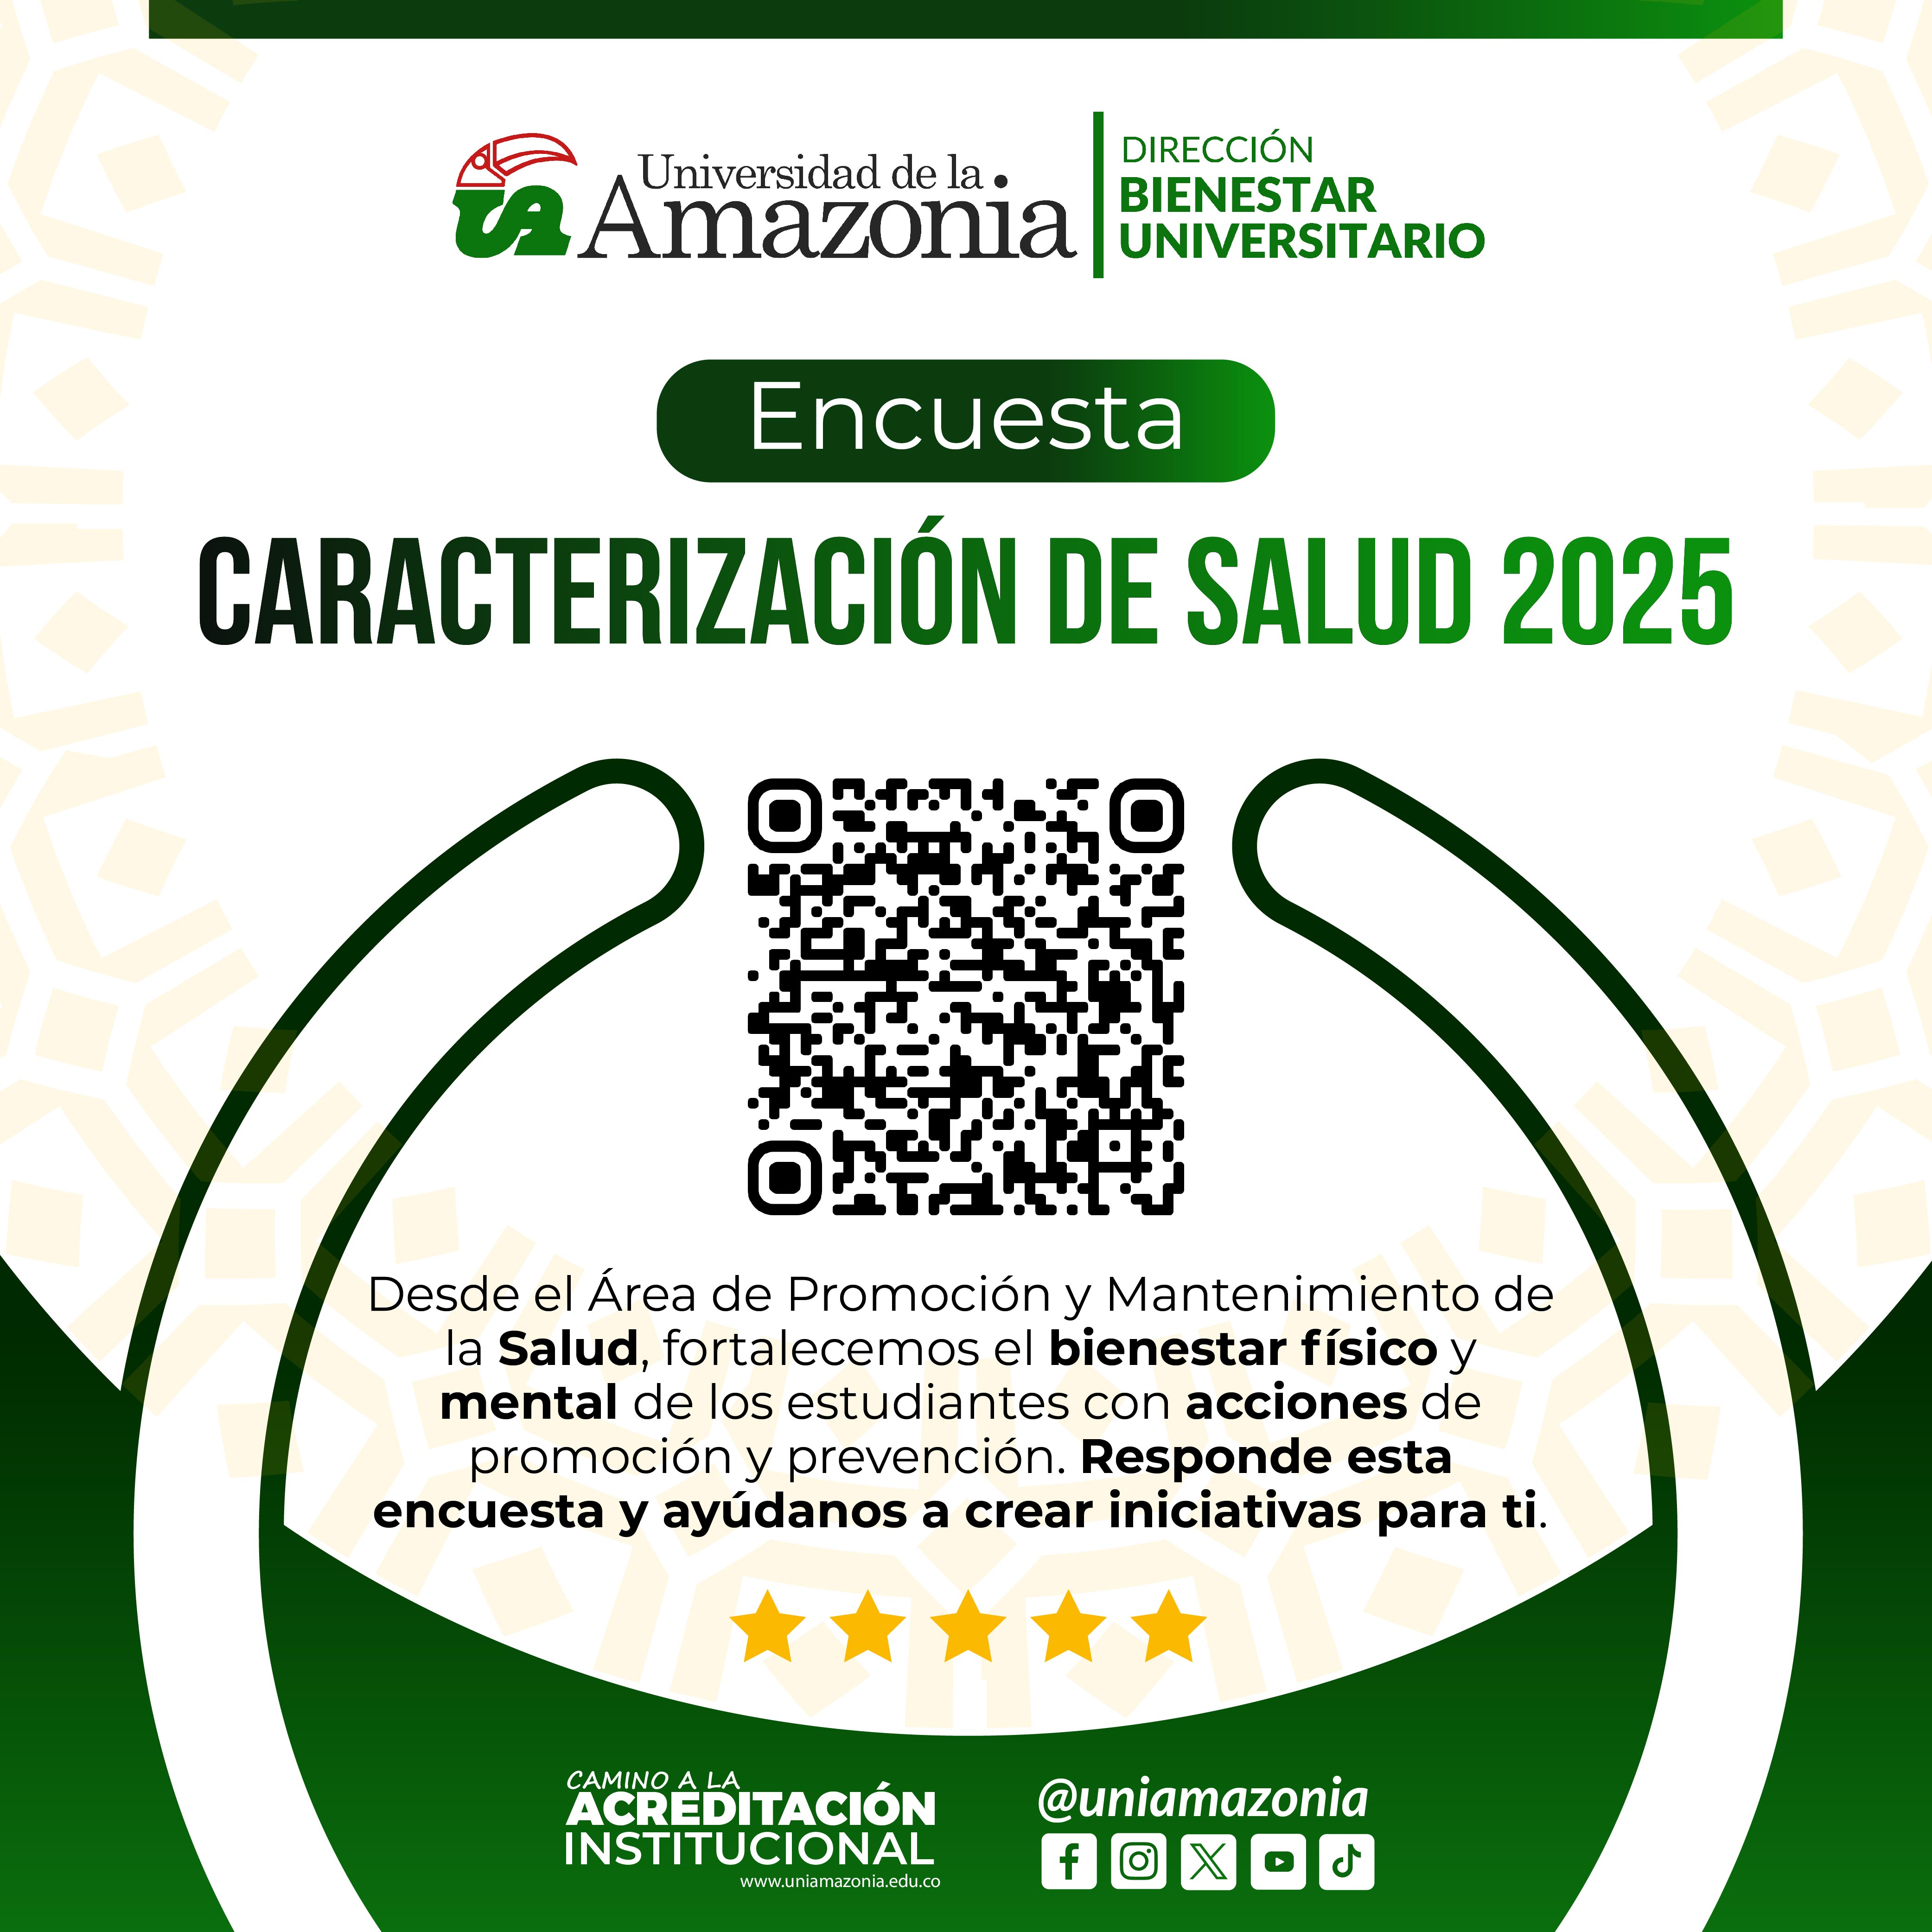 Universidad de la
Amazonia
DIRECCIÓN
BIENESTAR
UNIVERSITARIO
Encuesta
CARACTERIZACIÓN DE SALUD 2025
Desde el Área de Promoción y Mantenimiento de
la Salud, fortalecemos el bienestar físico y
mental de los estudiantes con acciones de
promoción y prevención. Responde esta
encuesta y ayúdanos a crear iniciativas para ti.
CAMINO A LA
ACREDITACIÓN
INSTITUCIONAL
www.uniamazonia.edu.co
@uniamazonia